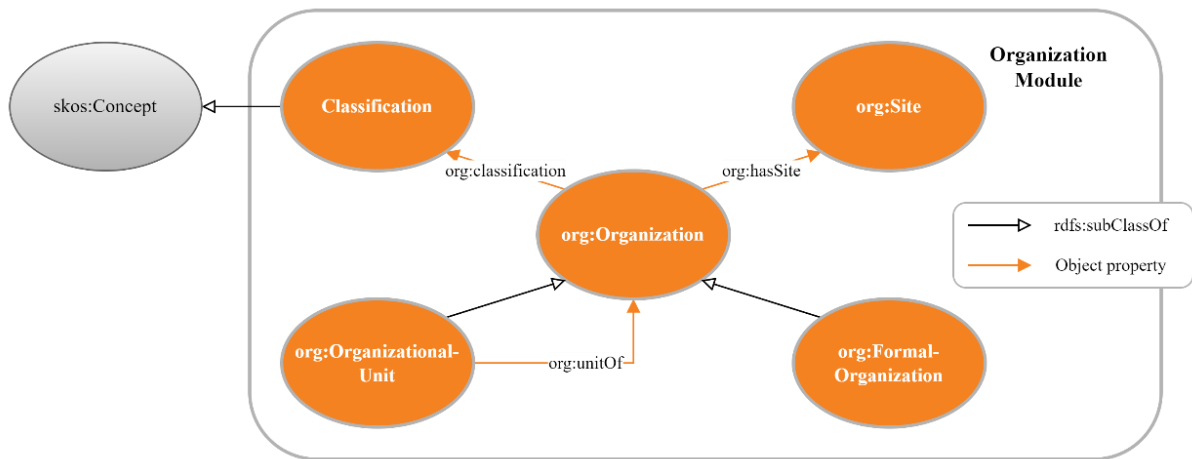 Organization
Module
skos:Concept
Classification
org:Site
org:classification
org:hasSite
org:Organization
rdfs:subClassOf
Object property
org:Organizational-
Unit
org:unitOf
org:Formal-
Organization